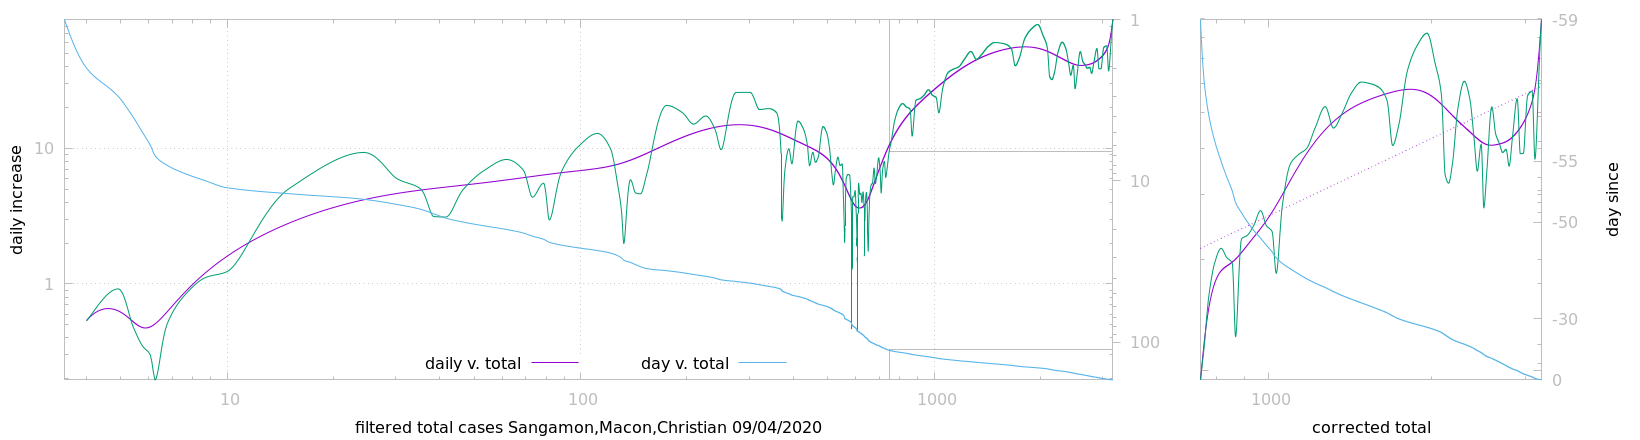 daily increase
10
1
1
10
100
daily v. total
day v. total
10
100
1000
filtered total cases Sangamon,Macon,Christian 09/04/2020
-59
-55
-50
-30
0
day since
1000
corrected total